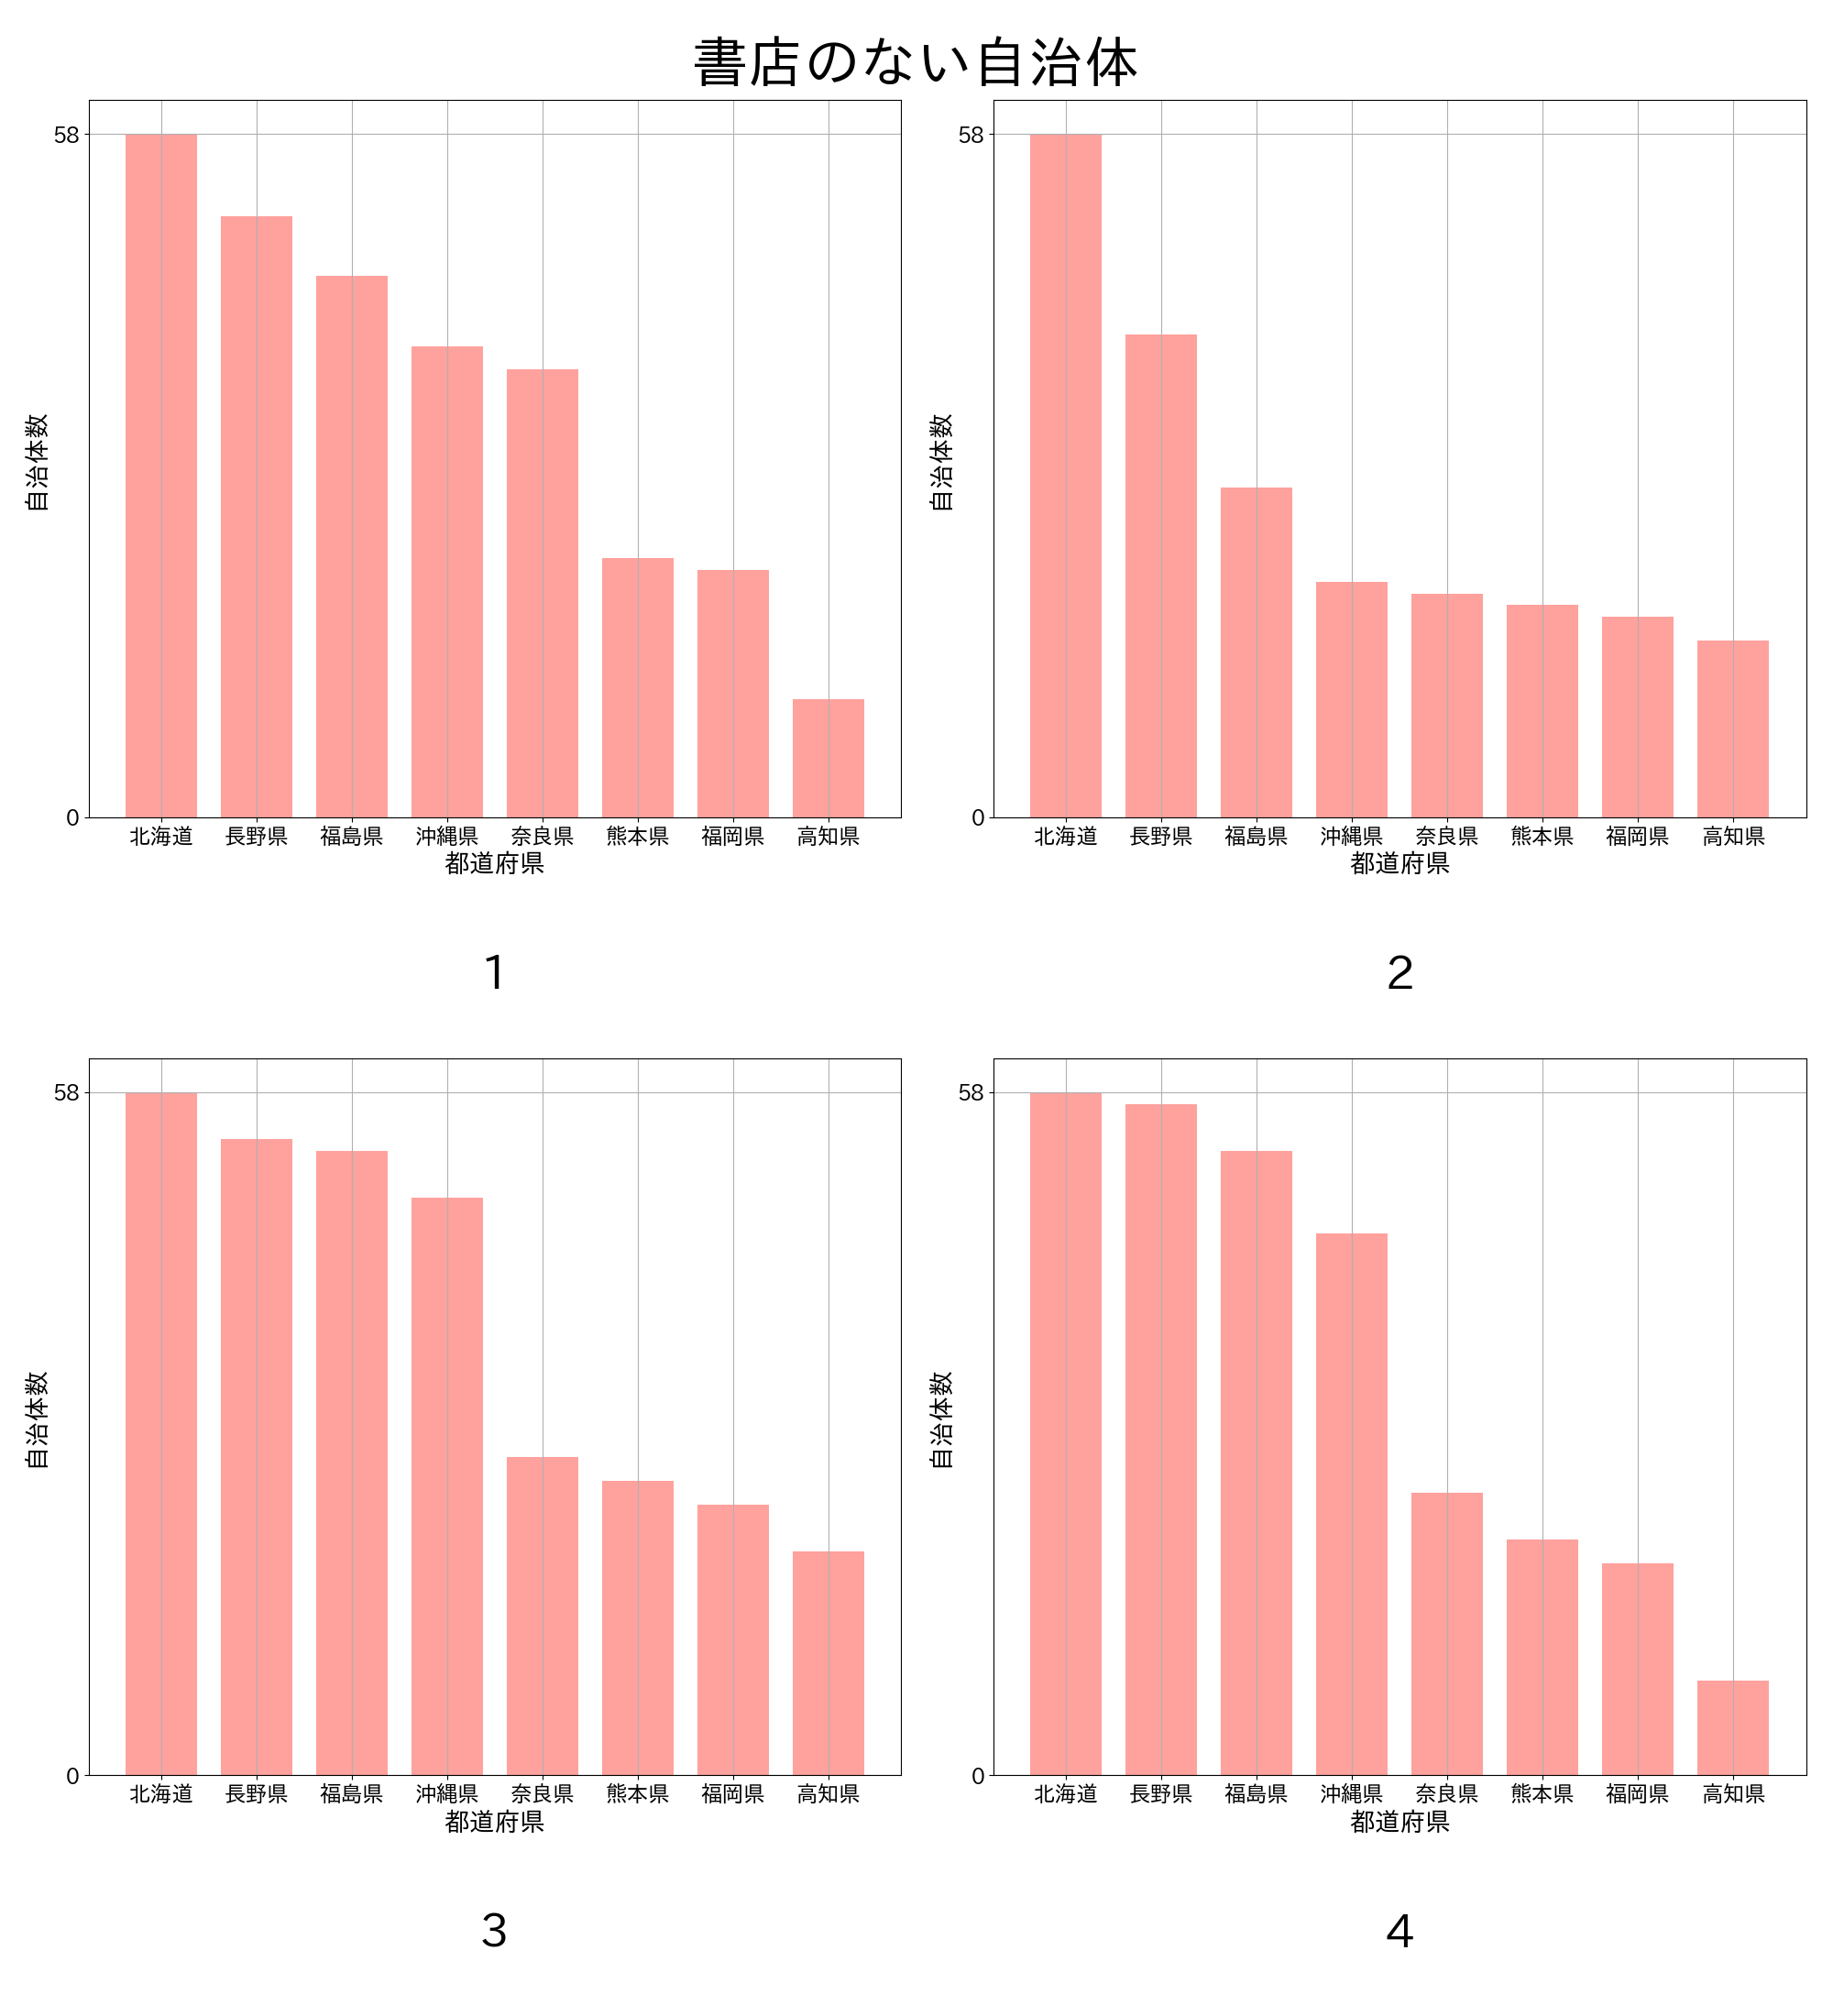 書店のない自治体
58
自治体数
0
北海道 長野県 福島県 沖縄県 奈良県 熊本県 福岡県 高知県
都道府県
1
58
自治体数
0
北海道 長野県 福島県 沖縄県 奈良県 熊本県 福岡県 高知県
都道府県
2
58
自治体数
0
北海道 長野県 福島県 沖縄県 奈良県 熊本県 福岡県 高知県
都道府県
3
58
自治体数
0
北海道 長野県 福島県 沖縄県 奈良県 熊本県 福岡県 高知県
都道府県
4